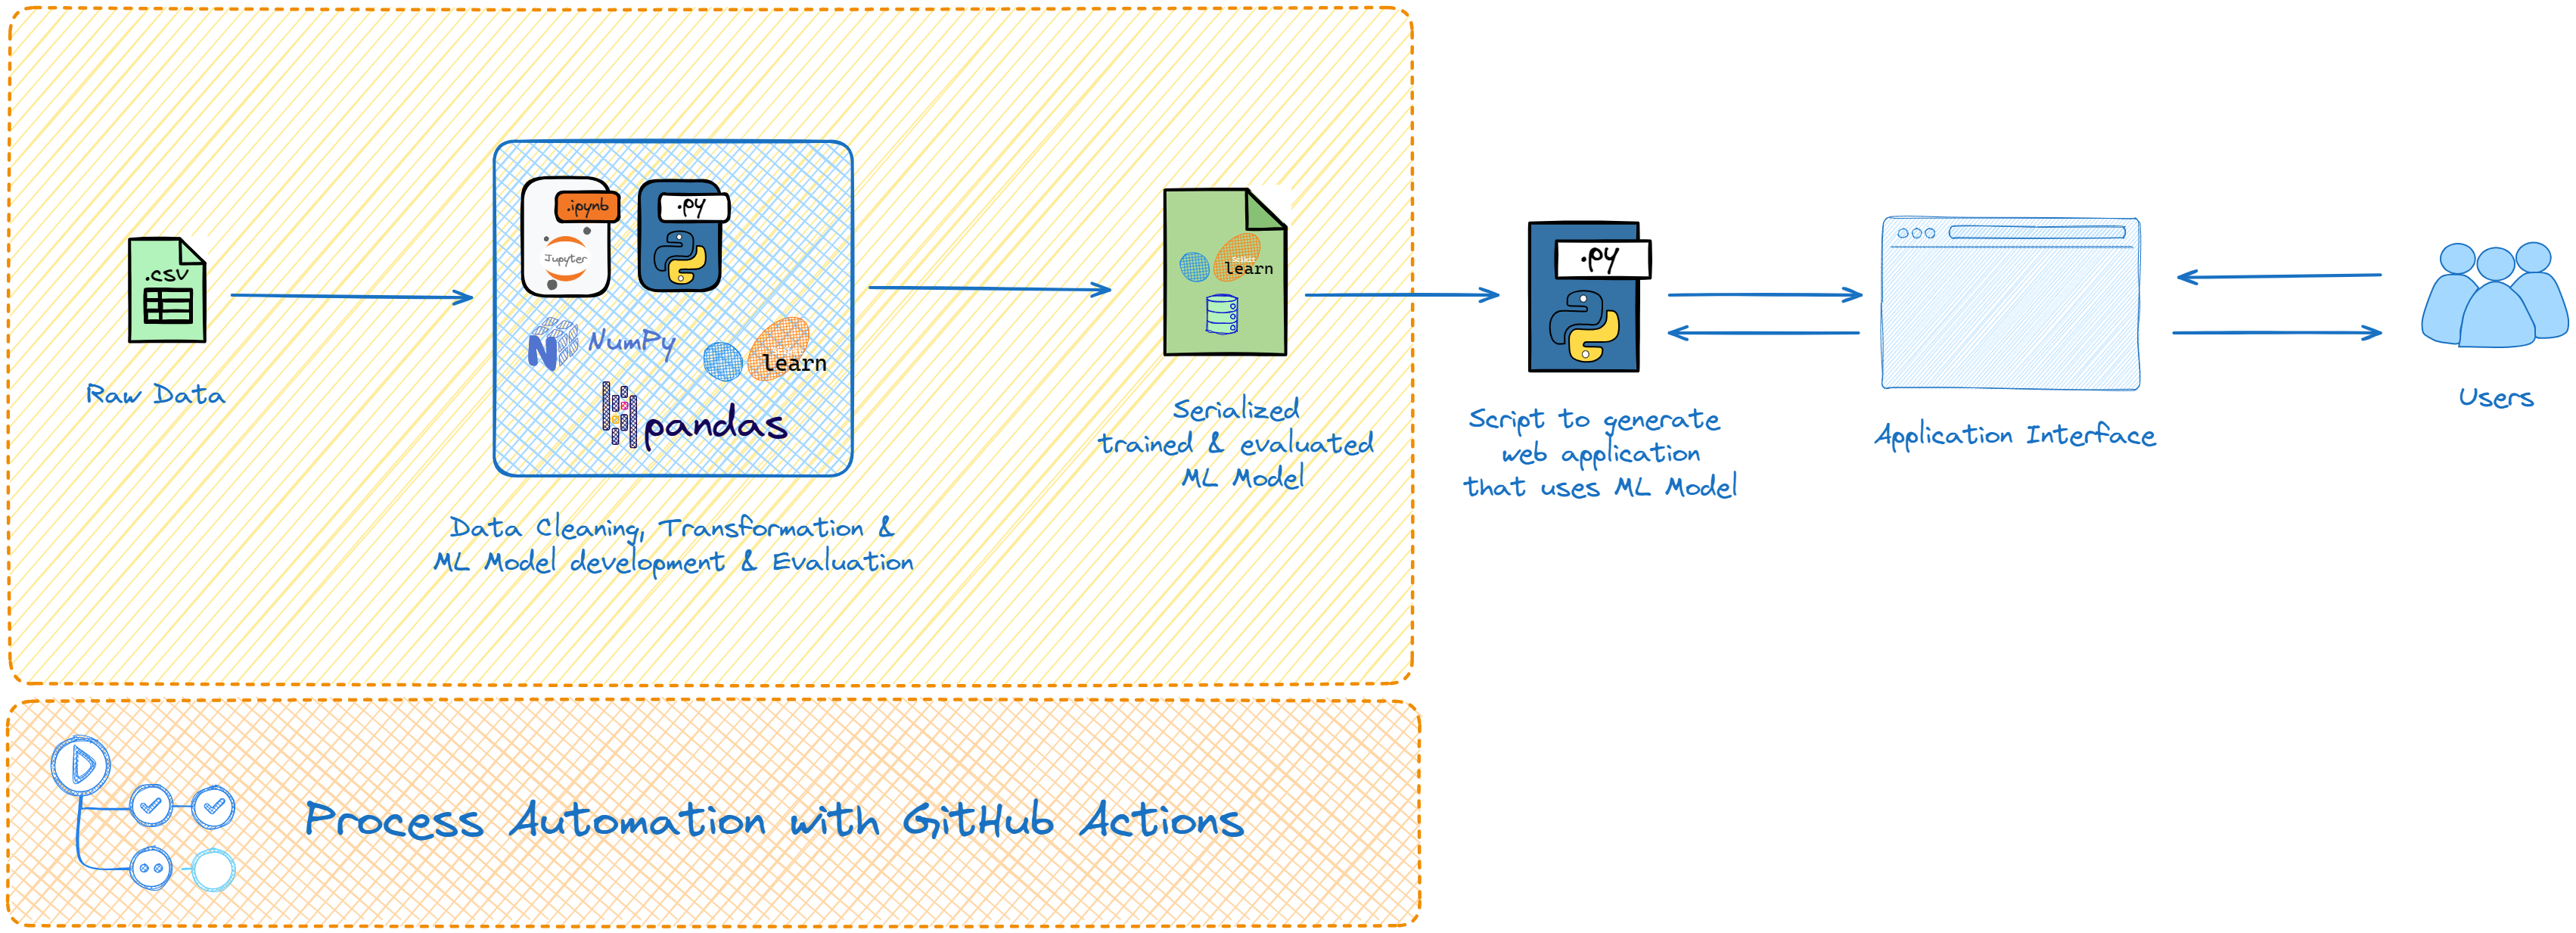 .csv
Raw Data
.ipynb
Jupyter
.py
NumPy
learn
pandas
Data Cleaning, Transformation &
ML Model development & Evaluation
scikit
learn
Serialized
trained & evaluated
ML Model
.py
Script to generate
web application
that uses ML Model
Application Interface
Users
Process Automation with GitHub Actions